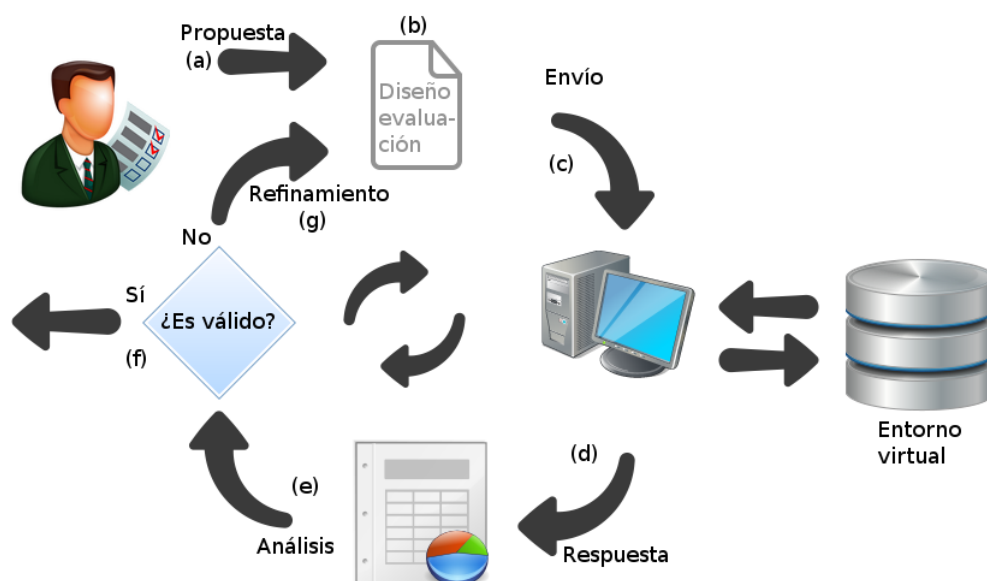 Propuesta
(a)
(b)
Diseño
evalua-
ción
Envío
(c)
Refinamiento
(g)
No
Sí
¿Es válido?
(f)
Entorno
virtual
(d)
Respuesta
(e)
Análisis